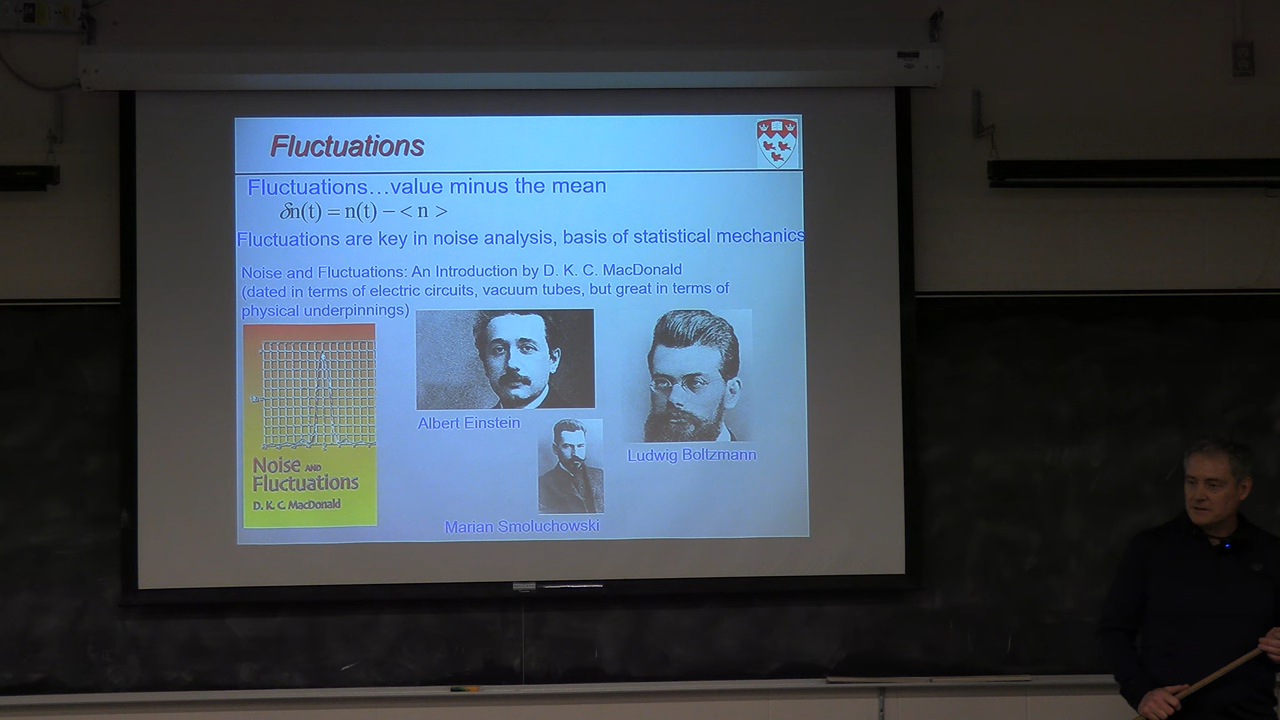 Fluctuations
Fluctuations…value minus the mean
δn(t) = n(t) − < n >
Fluctuations are key in noise analysis, basis of statistical mechanics
Noise and Fluctuations: An Introduction by D. K. C. MacDonald
(dated in terms of electric circuits, vacuum tubes, but great in terms of
physical underpinnings)
Noise AND
Fluctuations
D. K. C. MacDonald
Albert Einstein
Ludwig Boltzmann
Marian Smoluchowski